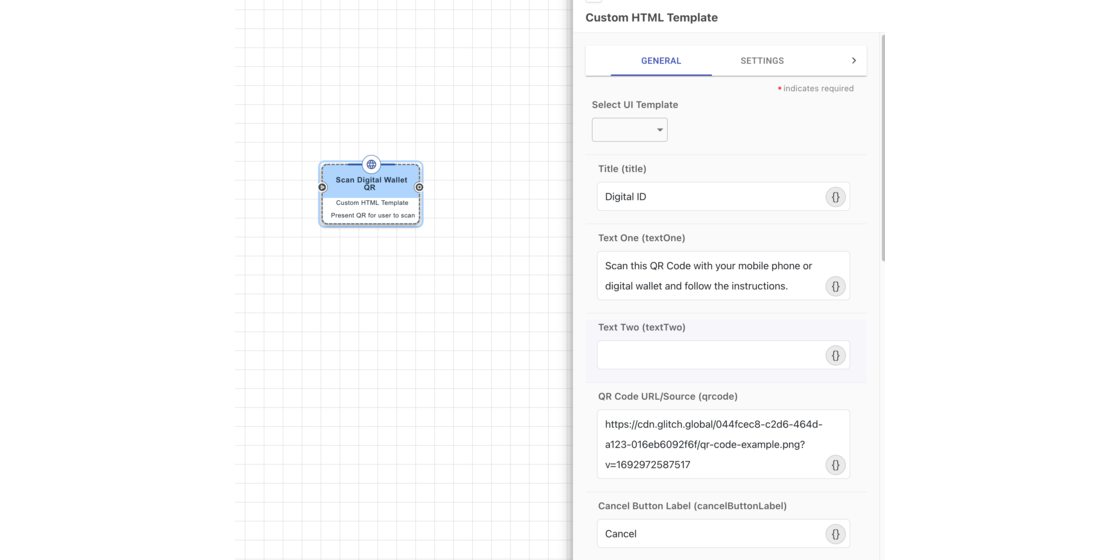 Custom HTML Template
GENERAL
SETTINGS
* indicates required
Select UI Template
Scan Digital Wallet
QR
Custom HTML Template
Present QR for user to scan
Title (title)
Digital ID
{}
Text One (textOne)
Scan this QR Code with your mobile phone or
digital wallet and follow the instructions.
{}
Text Two (textTwo)
{}
QR Code URL/Source (qrcode)
https://cdn.glitch.global/044fcec8-c2d6-464d-
a123-016eb6092f6f/qr-code-example.png?
v=1692972587517
{}
Cancel Button Label (cancelButtonLabel)
Cancel
{}